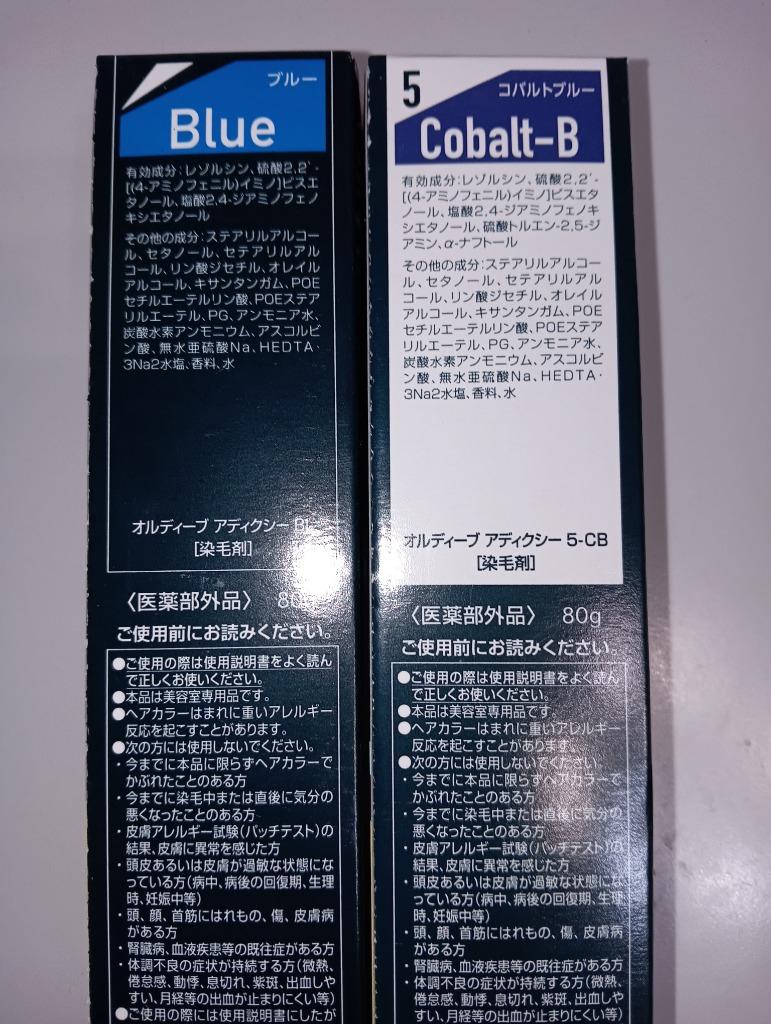 ブルー
Blue
有効成分:レゾルシン、硫酸2,2'-
[(4-アミノフェニル)イミノ]ビスエ
タノール、塩酸2,4-ジアミノフェノ
キシエタノール
その他の成分:ステアリルアルコー
ル、セタノール、セテアリルアル
コール、リン酸ジセチル、オレイル
アルコール、キサンタンガム、POE
セチルエーテルリン酸、POEステア
リルエーテル、PG、アンモニア水、
炭酸水素アンモニウム、アスコルビ
ン酸、無水亜硫酸Na、HEDTA・
3Na2水塩、香料、水
オルディーブ アディクシー
[染毛剤]
〈医薬部外品〉
ご使用前にお読みください。
●ご使用の際は使用説明書をよく読ん
で正しくお使いください。
●本品は美容室専用品です。
●ヘアカラーはまれに重いアレルギー
反応を起こすことがあります。
●次の方には使用しないでください。
・今までに本品に限らずヘアカラーで
かぶれたことのある方
・今までに染毛中または直後に気分の
悪くなったことのある方
・皮膚アレルギー試験(パッチテスト)の
結果、皮膚に異常を感じた方
・頭皮あるいは皮膚が過敏な状態にな
っている方(病中、病後の回復期、生理
時、妊娠中等)
・頭、顔、首筋にはれもの、傷、皮膚病
がある方
・腎臓病、血液疾患等の既往症がある方
・体調不良の症状が持続する方(微熱、
倦怠感、動悸、息切れ、紫斑、出血しや
すい、月経等の出血が止まりにくい等)
●ご使用の際には使用説明書にしたが
5
コバルトブルー
Cobalt-B
有効成分:レゾルシン、硫酸2,2'-
[(4-アミノフェニル)イミノ]ビスエタ
ノール、塩酸2,4-ジアミノフェノキ
シエタノール、硫酸トルエン-2,5-ジ
アミン、α-ナフトール
その他の成分:ステアリルアルコー
ル、セタノール、セテアリルアル
コール、リン酸ジセチル、オレイル
アルコール、キサンタンガム、POE
セチルエーテルリン酸、POEステア
リルエーテル、PG、アンモニア水、
炭酸水素アンモニウム、アスコルビ
ン酸、無水亜硫酸Na、HEDTA・
3Na2水塩、香料、水
オルディーブ アディクシー 5-CB
[染毛剤]
〈医薬部外品〉 80g
ご使用前にお読みください。
●ご使用の際は使用説明書をよく読ん
で正しくお使いください。
●本品は美容室専用品です。
●ヘアカラーはまれに重いアレルギー
反応を起こすことがあります。
●次の方には使用しないでください。
・今までに本品に限らずヘアカラーで
かぶれたことのある方
・今までに染毛中または直後に気分の
悪くなったことのある方
・皮膚アレルギー試験(パッチテスト)の
結果、皮膚に異常を感じた方
・頭皮あるいは皮膚が過敏な状態にな
っている方(病中、病後の回復期、生理
時、妊娠中等)
・頭、顔、首筋にはれもの、傷、皮膚病
がある方
・腎臓病、血液疾患等の既往症がある方
・体調不良の症状が持続する方(微熱、
倦怠感、動悸、息切れ、紫斑、出血しや
すい、月経等の出血が止まりにくい等)